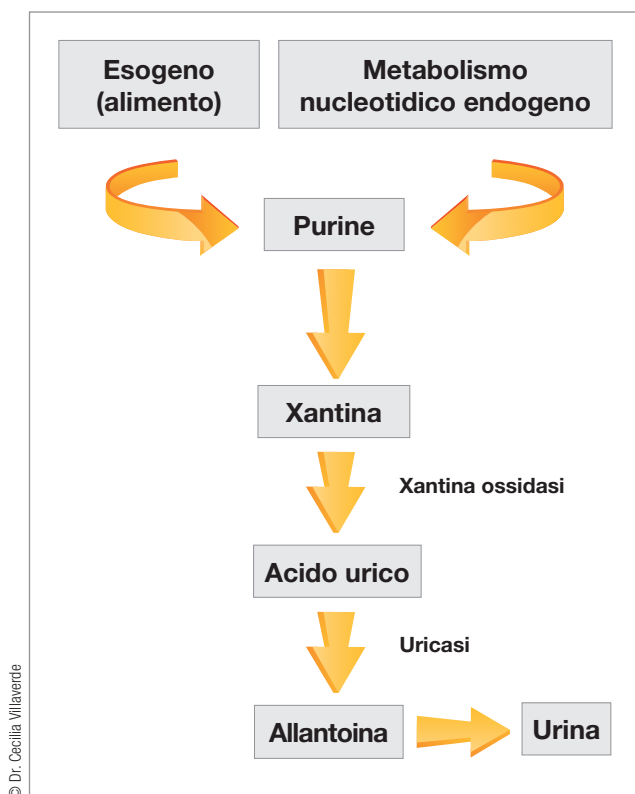 Esogeno
(alimento)
Metabolismo
nucleotidico endogeno
Purine
Xantina
Xantina ossidasi
Acido urico
Uricasi
Allantoina
Urina
© Dr. Cecilia Villaverde